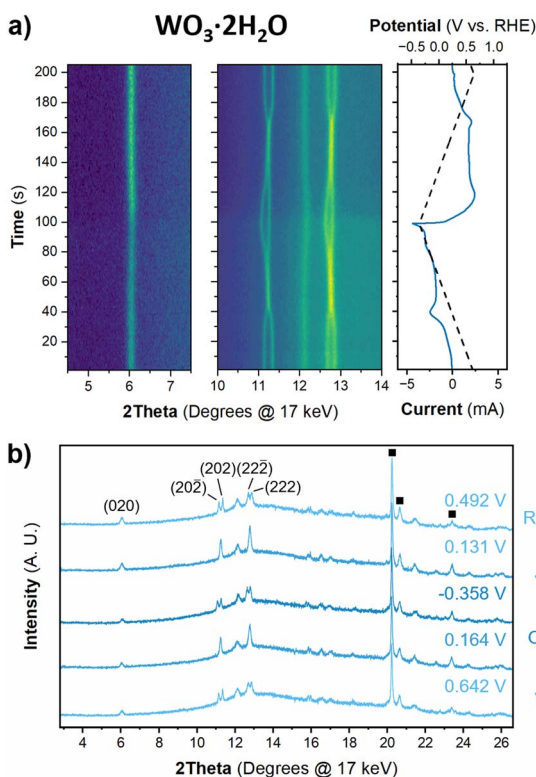 a) WO₃·2H₂O
Potential (V vs. RHE)
−0.5 0.0 0.5 1.0
200
180
160
140
120
100
80
60
40
20
Time (s)
5 6 7
10 11 12 13 14
−5 0 5
2Theta (Degrees @ 17 keV)
Current (mA)
b)
(202)(222̄)
(202̄)
(222)
(020)
0.492 V
R
0.131 V
-0.358 V
O
0.164 V
0.642 V
Intensity (A. U.)
4 6 8 10 12 14 16 18 20 22 24 26
2Theta (Degrees @ 17 keV)